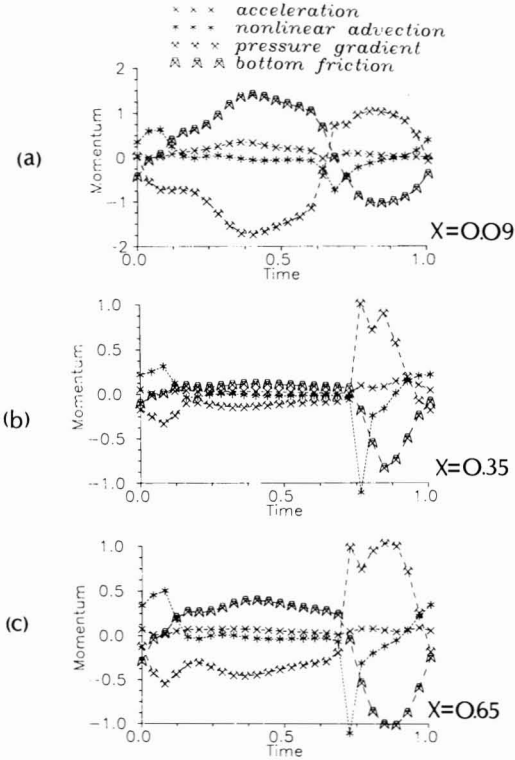 acceleration
nonlinear advection
pressure gradient
bottom friction
(a)
Momentum
2
1
0
-1
-2
0.0 0.5 1.0
Time
X=0.09
(b)
Momentum
1.0
0.5
0.0
-0.5
-1.0
0.0 0.5 1.0
Time
X=0.35
(c)
Momentum
1.0
0.5
0.0
-0.5
-1.0
0.0 0.5 1.0
Time
X=0.65